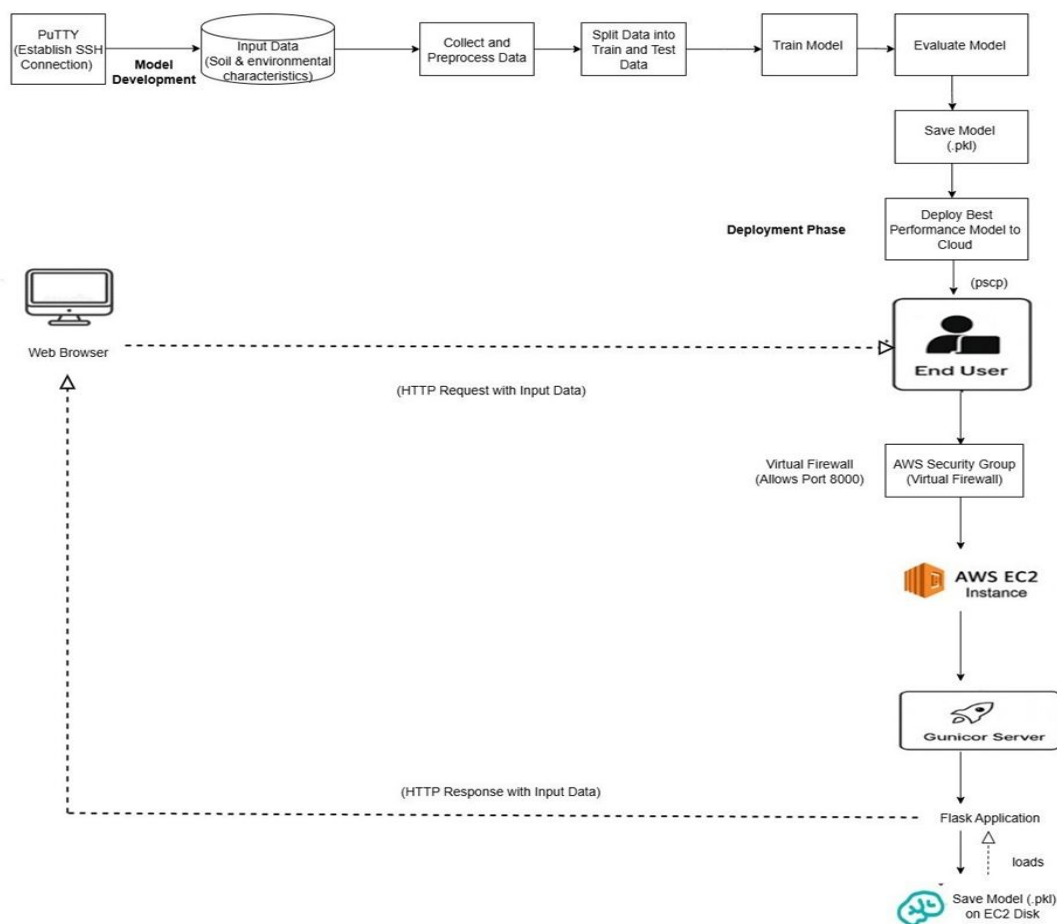 PuTTY
(Establish SSH
Connection)
Model
Development
Input Data
(Soil & environmental
characteristics)
Collect and
Preprocess Data
Split Data into
Train and Test
Data
Train Model
Evaluate Model
Save Model
(.pkl)
Deployment Phase
Deploy Best
Performance Model to
Cloud
(pscp)
Web Browser
End User
(HTTP Request with Input Data)
Virtual Firewall
(Allows Port 8000)
AWS Security Group
(Virtual Firewall)
AWS EC2
Instance
Gunicor Server
(HTTP Response with Input Data)
Flask Application
loads
Save Model (.pkl)
on EC2 Disk